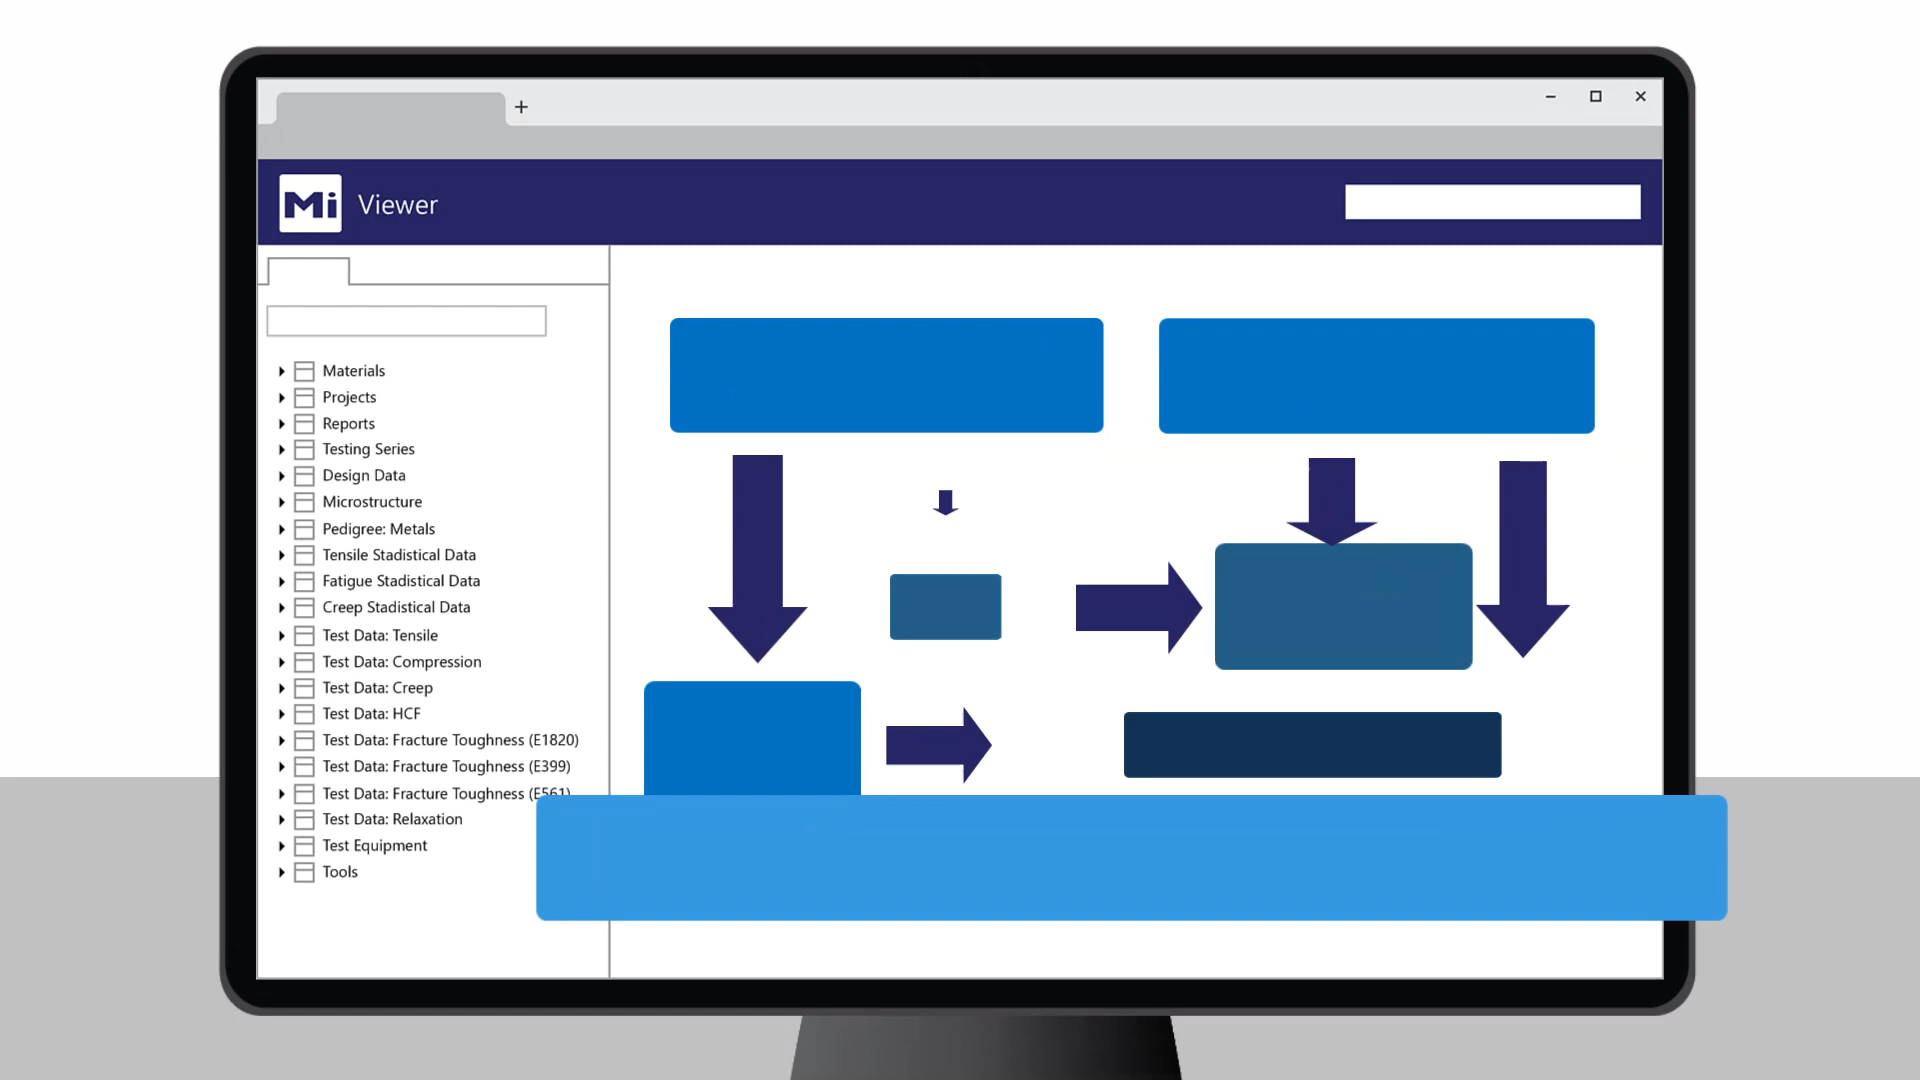 Mi Viewer
Materials
Projects
Reports
Testing Series
Design Data
Microstructure
Pedigree: Metals
Tensile Stadistical Data
Fatigue Stadistical Data
Creep Stadistical Data
Test Data: Tensile
Test Data: Compression
Test Data: Creep
Test Data: HCF
Test Data: Fracture Toughness (E1820)
Test Data: Fracture Toughness (E399)
Test Data: Fracture Toughness (E561)
Test Data: Relaxation
Test Equipment
Tools